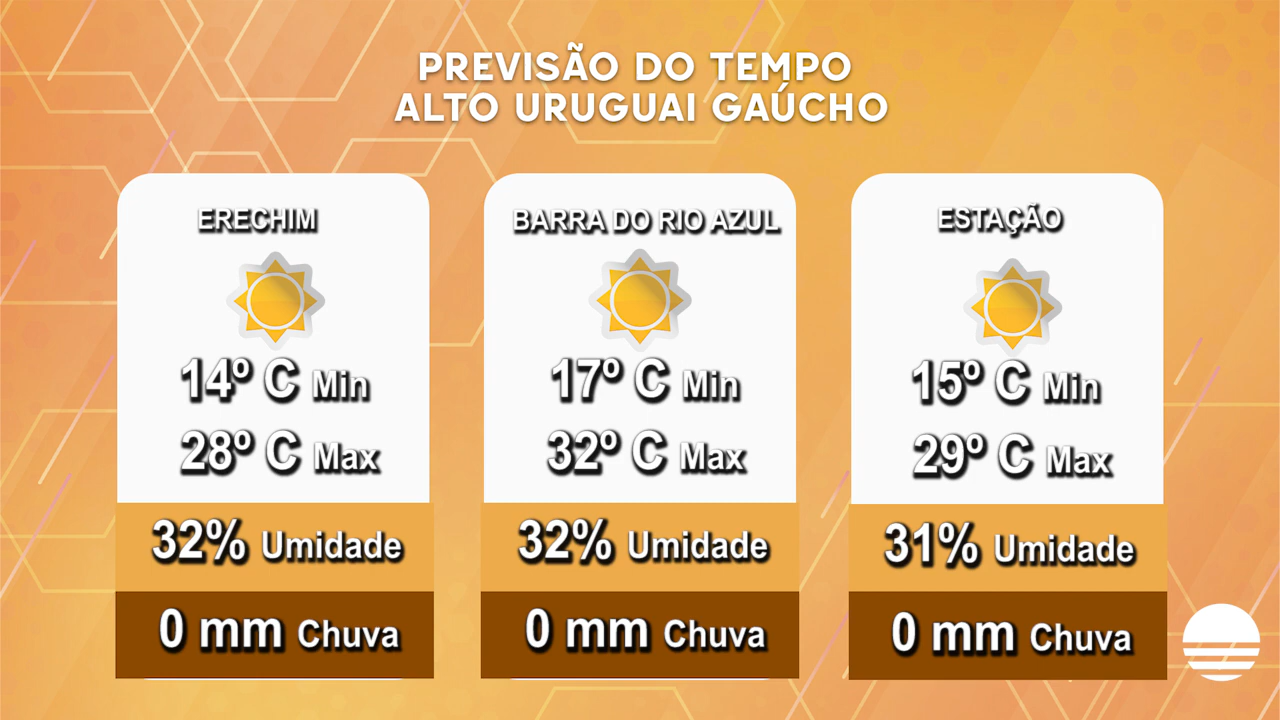 PREVISÃO DO TEMPO
ALTO URUGUAI GAÚCHO
ERECHIM
14º C Min
28º C Max
32% Umidade
0 mm Chuva
BARRA DO RIO AZUL
17º C Min
32º C Max
32% Umidade
0 mm Chuva
ESTAÇÃO
15º C Min
29º C Max
31% Umidade
0 mm Chuva